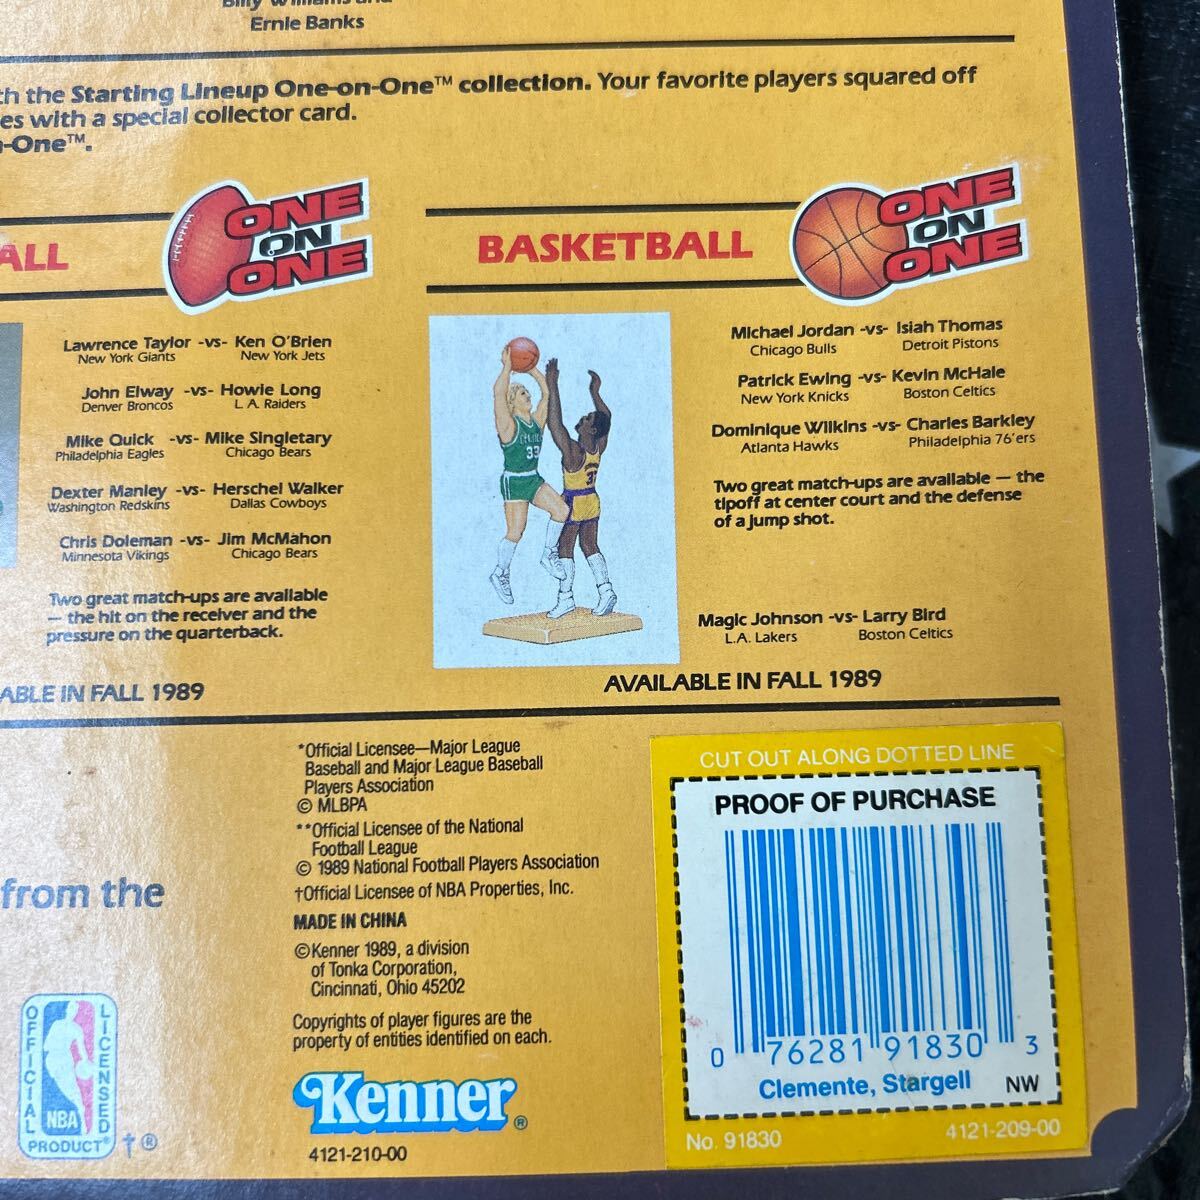 Billy Williams and
Ernie Banks
th the Starting Lineup One-on-One™ collection. Your favorite players squared off
es with a special collector card.
-One™.
ALL
ONE
ON
ONE
Lawrence Taylor -vs- Ken O'Brien
New York Giants New York Jets
John Elway -vs- Howie Long
Denver Broncos L.A. Raiders
Mike Quick -vs- Mike Singletary
Philadelphia Eagles Chicago Bears
Dexter Manley -vs- Herschel Walker
Washington Redskins Dallas Cowboys
Chris Doleman -vs- Jim McMahon
Minnesota Vikings Chicago Bears
Two great match-ups are available
— the hit on the receiver and the
pressure on the quarterback.
ABLE IN FALL 1989
BASKETBALL
ONE
ON
ONE
33
Michael Jordan -vs- Isiah Thomas
Chicago Bulls Detroit Pistons
Patrick Ewing -vs- Kevin McHale
New York Knicks Boston Celtics
Dominique Wilkins -vs- Charles Barkley
Atlanta Hawks Philadelphia 76'ers
Two great match-ups are available — the
tipoff at center court and the defense
of a jump shot.
Magic Johnson -vs- Larry Bird
L.A. Lakers Boston Celtics
AVAILABLE IN FALL 1989
from the
OFFICIAL
LICENSED
NBA
PRODUCT®
†®
*Official Licensee—Major League
Baseball and Major League Baseball
Players Association
© MLBPA
**Official Licensee of the National
Football League
© 1989 National Football Players Association
†Official Licensee of NBA Properties, Inc.
MADE IN CHINA
©Kenner 1989, a division
of Tonka Corporation,
Cincinnati, Ohio 45202
Copyrights of player figures are the
property of entities identified on each.
Kenner®
4121-210-00
CUT OUT ALONG DOTTED LINE
PROOF OF PURCHASE
0 76281 91830 3
Clemente, Stargell NW
No. 91830 4121-209-00